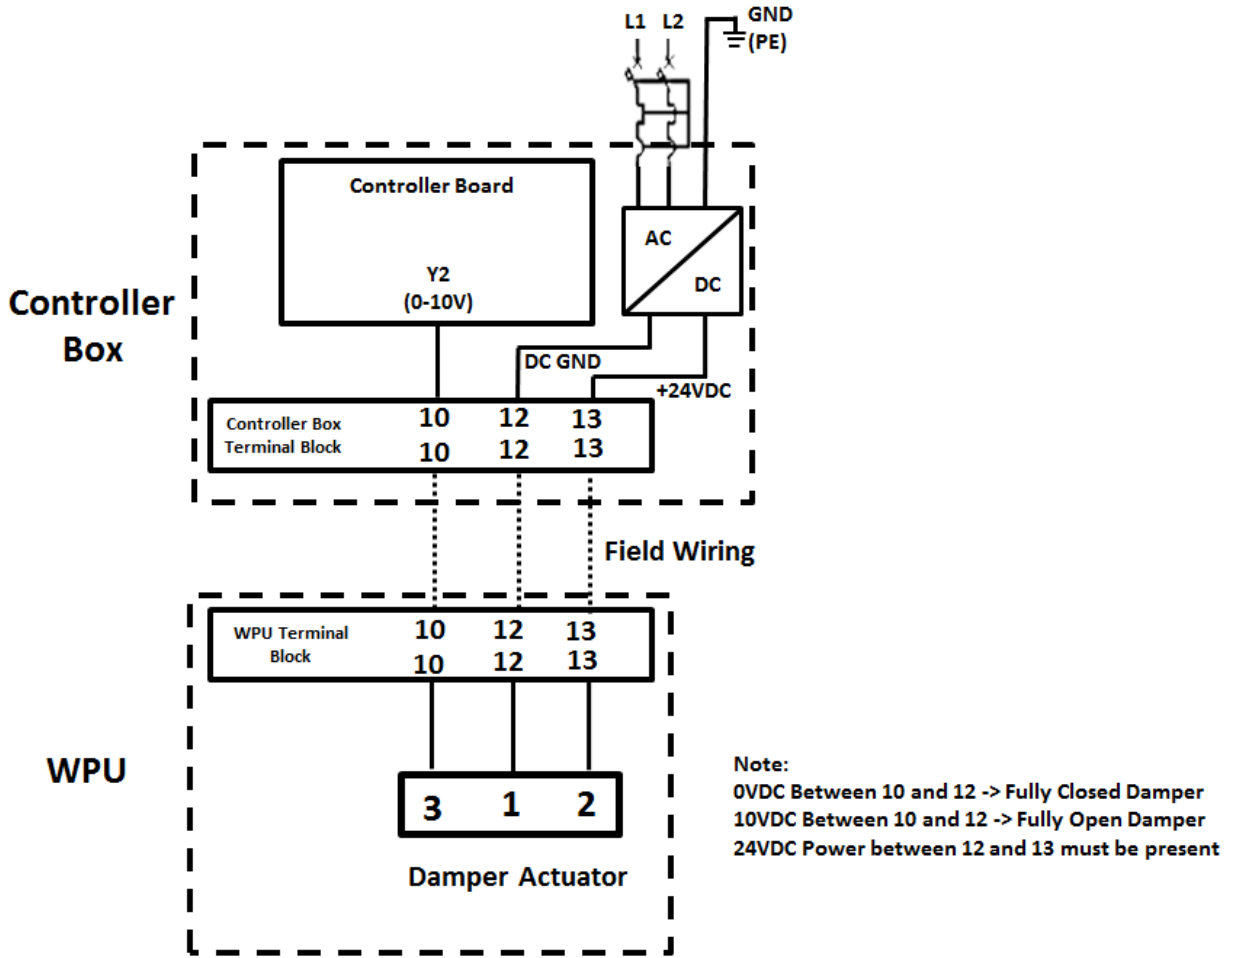 L1 L2 GND
(PE)
Controller Board
AC
Y2
(0-10V)
DC
Controller
Box
DC GND
+24VDC
Controller Box
Terminal Block
10 12 13
10 12 13
Field Wiring
WPU Terminal
Block
10 12 13
10 12 13
WPU
3 1 2
Damper Actuator
Note:
0VDC Between 10 and 12 -> Fully Closed Damper
10VDC Between 10 and 12 -> Fully Open Damper
24VDC Power between 12 and 13 must be present